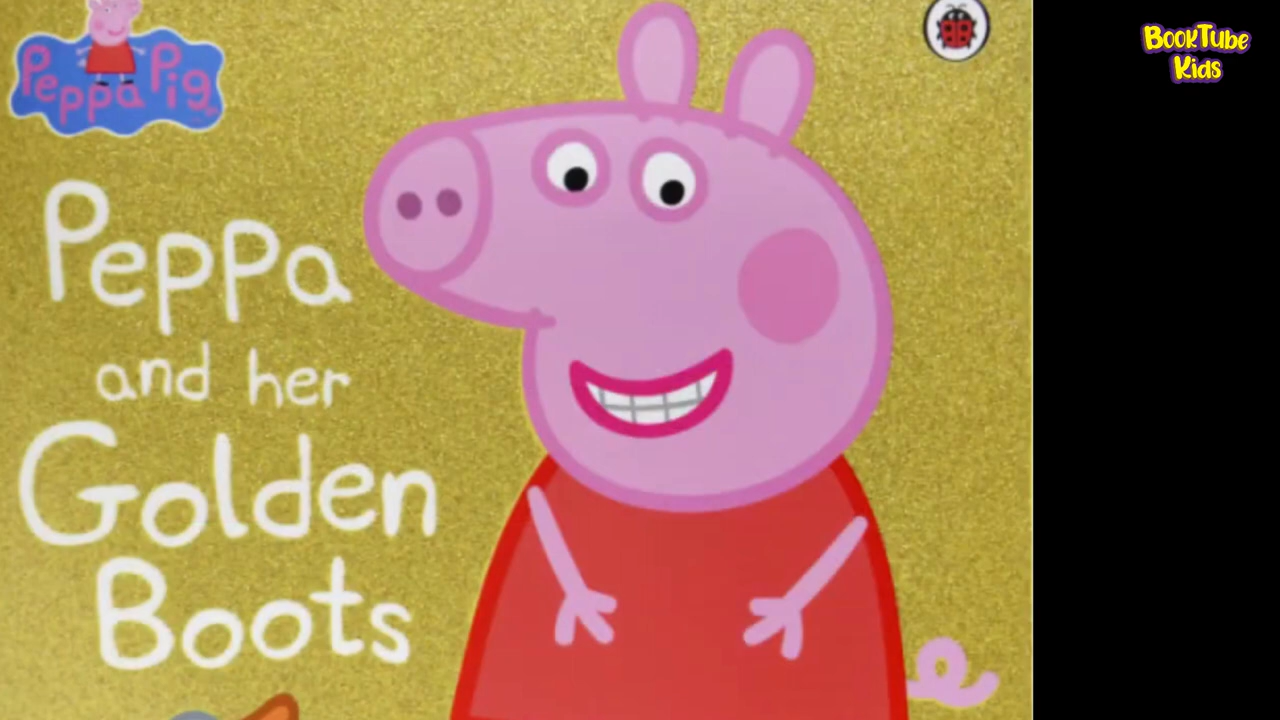 Peppa Pig
BookTube
Kids
Peppa
and her
Golden
Boots